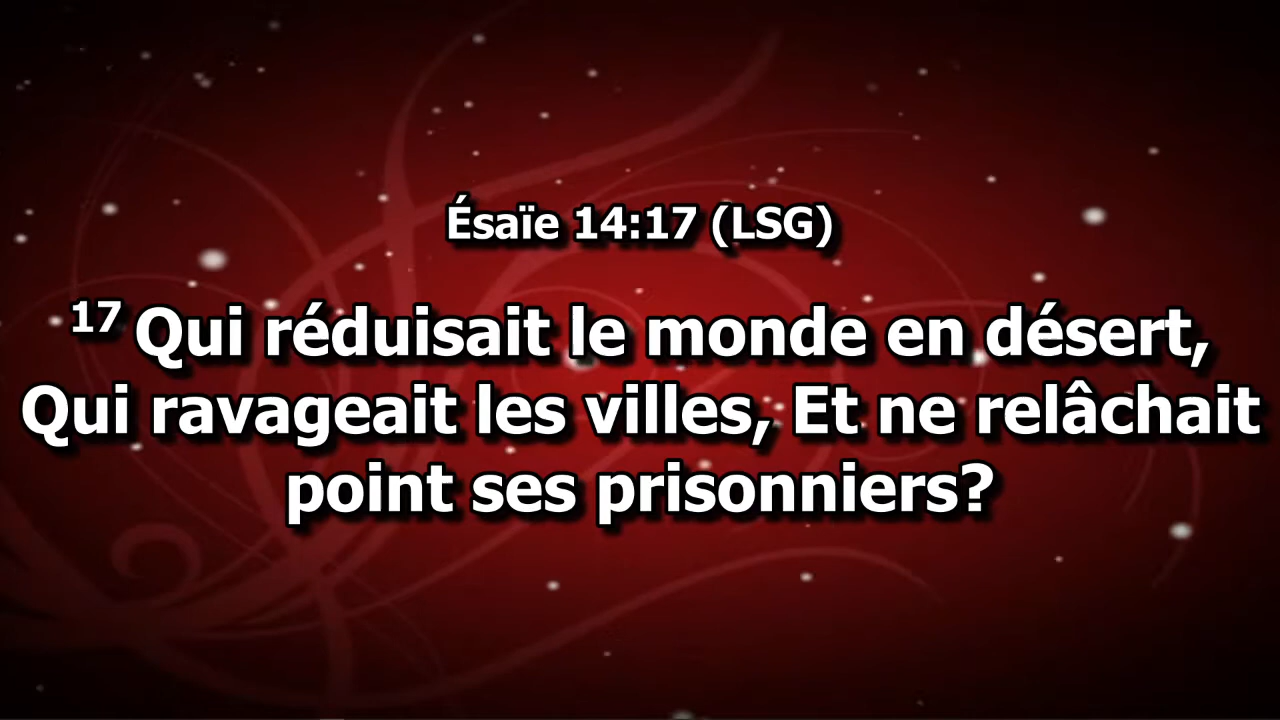 Ésaïe 14:17 (LSG)
17 Qui réduisait le monde en désert,
Qui ravageait les villes, Et ne relâchait
point ses prisonniers?